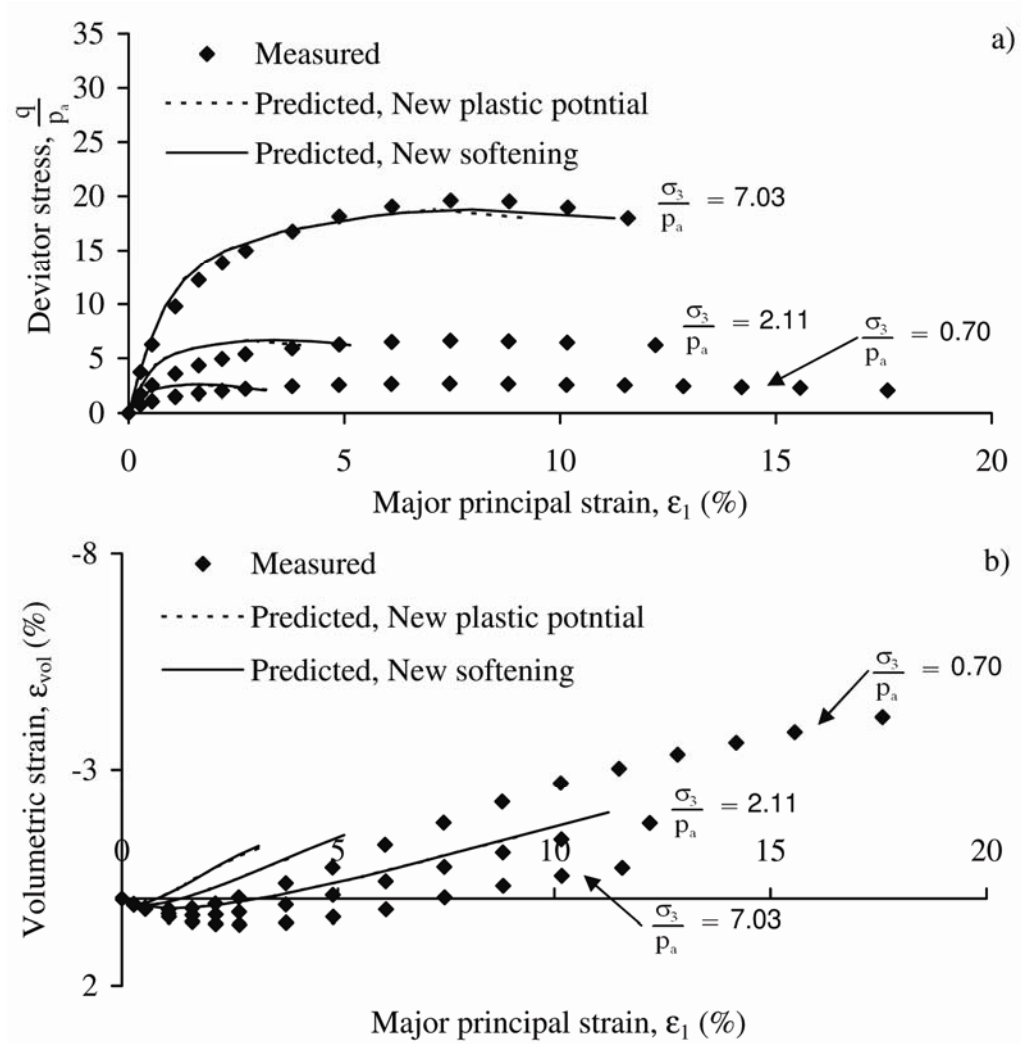 a)
35
30
25
20
15
10
5
0
Deviator stress, q/pₐ
Measured
Predicted, New plastic potntial
Predicted, New softening
σ₃/pₐ = 7.03
σ₃/pₐ = 2.11
σ₃/pₐ = 0.70
0 5 10 15 20
Major principal strain, ε₁ (%)
b)
-8
-3
2
Volumetric strain, εvol (%)
Measured
Predicted, New plastic potntial
Predicted, New softening
σ₃/pₐ = 0.70
σ₃/pₐ = 2.11
0 5 10 15 20
σ₃/pₐ = 7.03
Major principal strain, ε₁ (%)